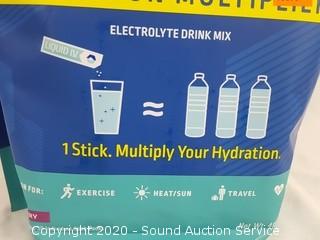 ELECTROLYTE DRINK MIX
LIQUID IV
1 Stick. Multiply Your Hydration.
FOR:
EXERCISE
HEAT/SUN
TRAVEL
Copyright 2020 - Sound Auction Service